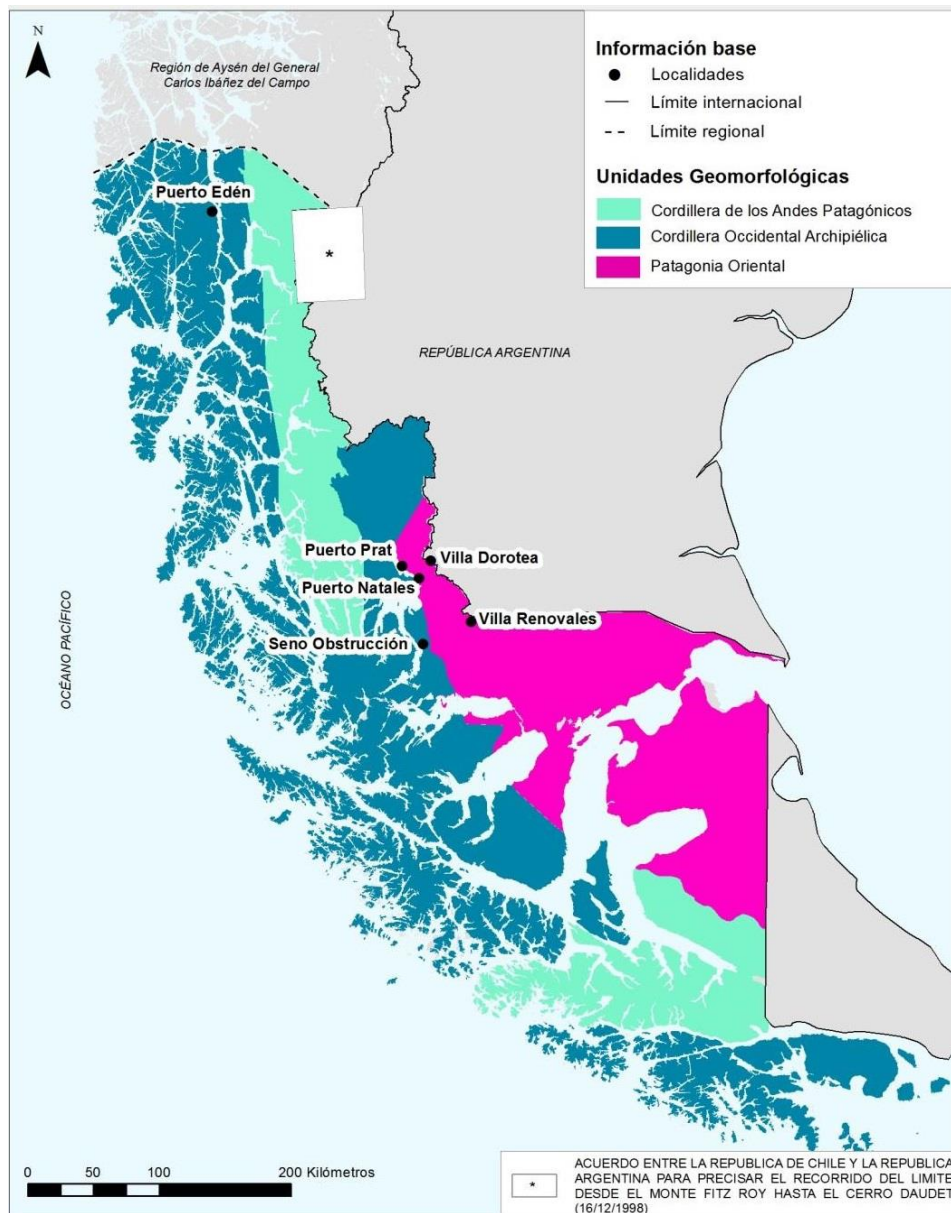 N
Región de Aysén del General
Carlos Ibáñez del Campo
Información base
Localidades
Límite internacional
Límite regional
Unidades Geomorfológicas
Cordillera de los Andes Patagónicos
Cordillera Occidental Archipiélica
Patagonia Oriental
Puerto Edén
*
REPÚBLICA ARGENTINA
Puerto Prat
Villa Dorotea
Puerto Natales
Villa Renovales
Seno Obstrucción
OCÉANO PACÍFICO
0 50 100 200 Kilómetros
*
ACUERDO ENTRE LA REPUBLICA DE CHILE Y LA REPUBLICA
ARGENTINA PARA PRECISAR EL RECORRIDO DEL LIMITE
DESDE EL MONTE FITZ ROY HASTA EL CERRO DAUDET
(16/12/1998)